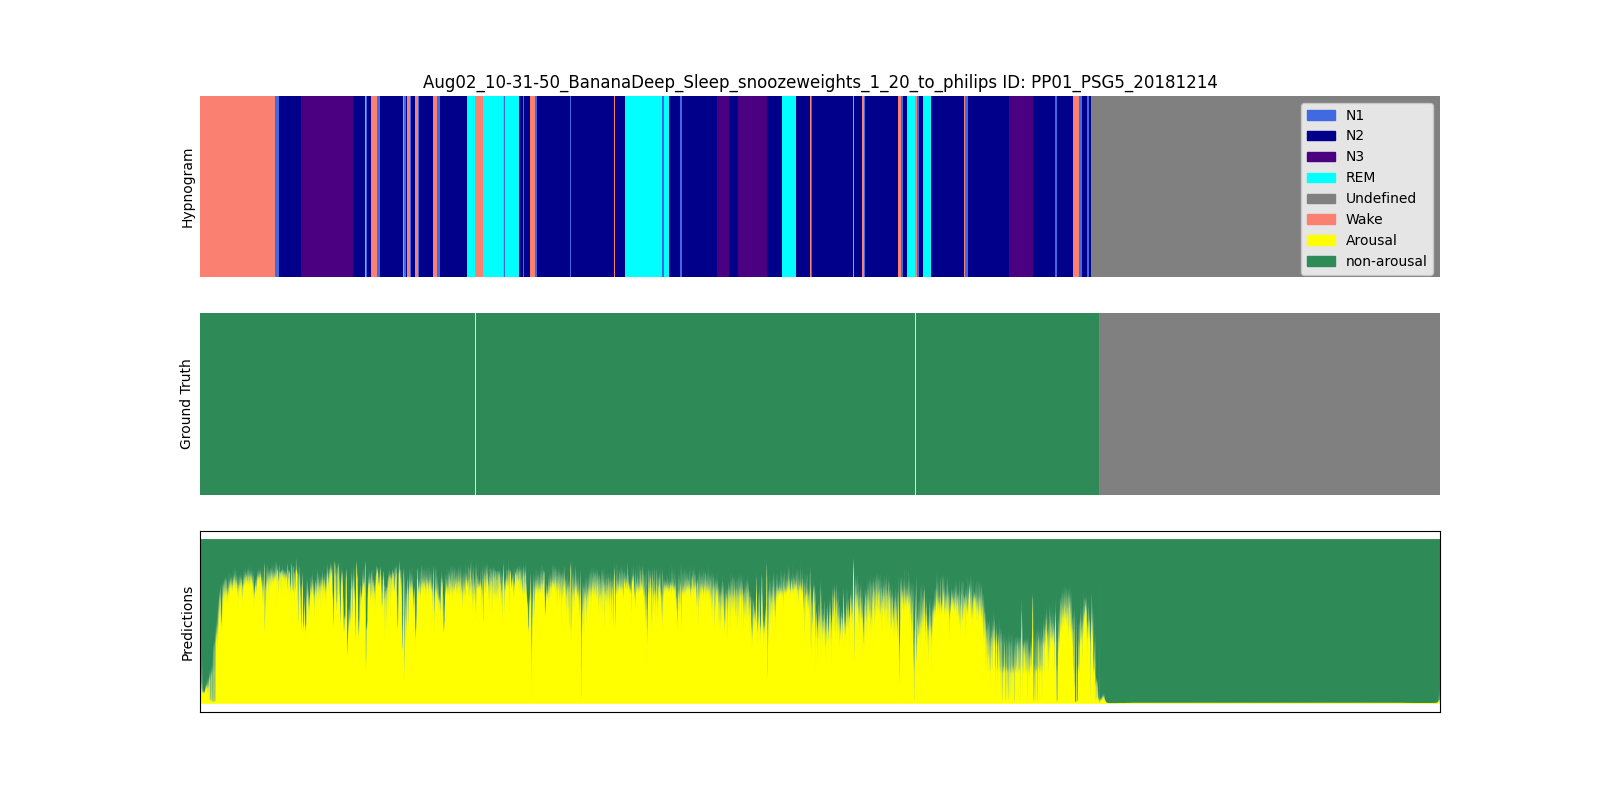 Aug02_10-31-50_BananaDeep_Sleep_snoozeweights_1_20_to_philips ID: PP01_PSG5_20181214
Hypnogram
N1
N2
N3
REM
Undefined
Wake
Arousal
non-arousal
Ground Truth
Predictions